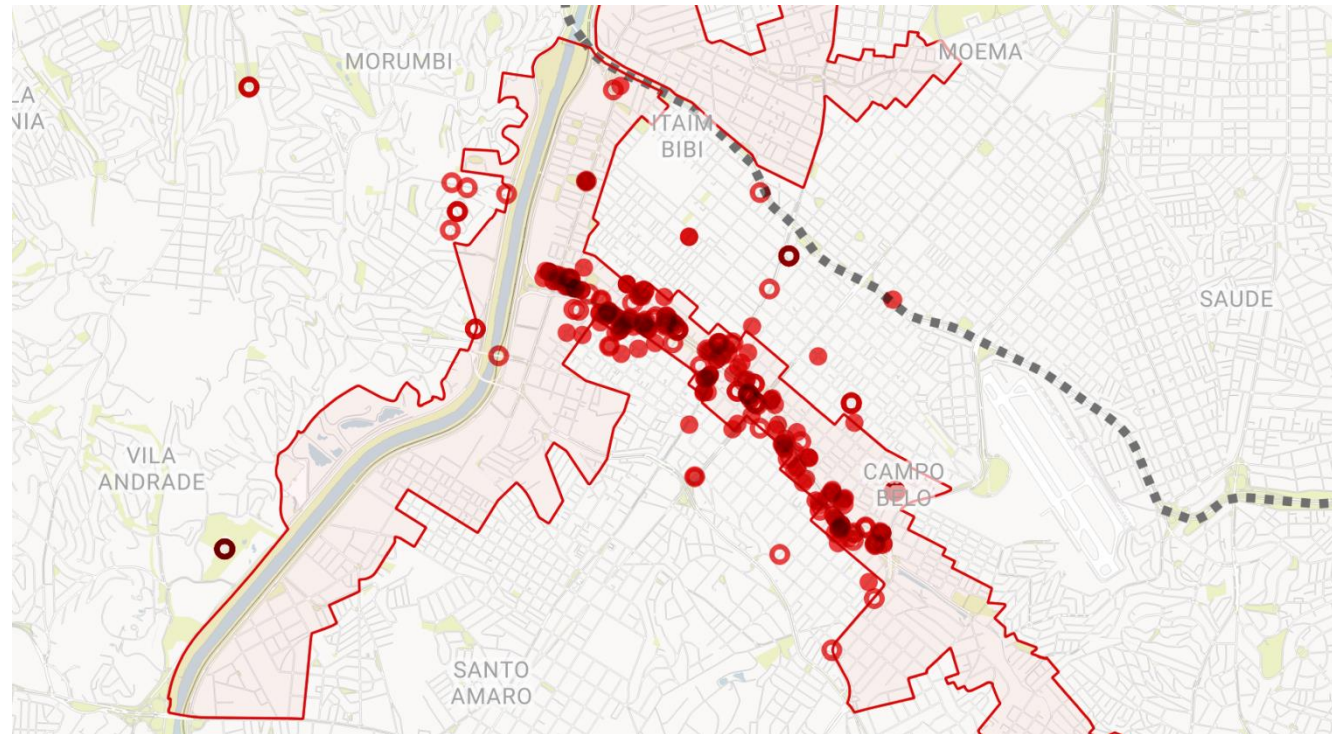 MORUMBI
MOEMA
LA
NIA
ITAIM
BIBI
SAUDE
VILA
ANDRADE
CAMPO
BELO
SANTO
AMARO